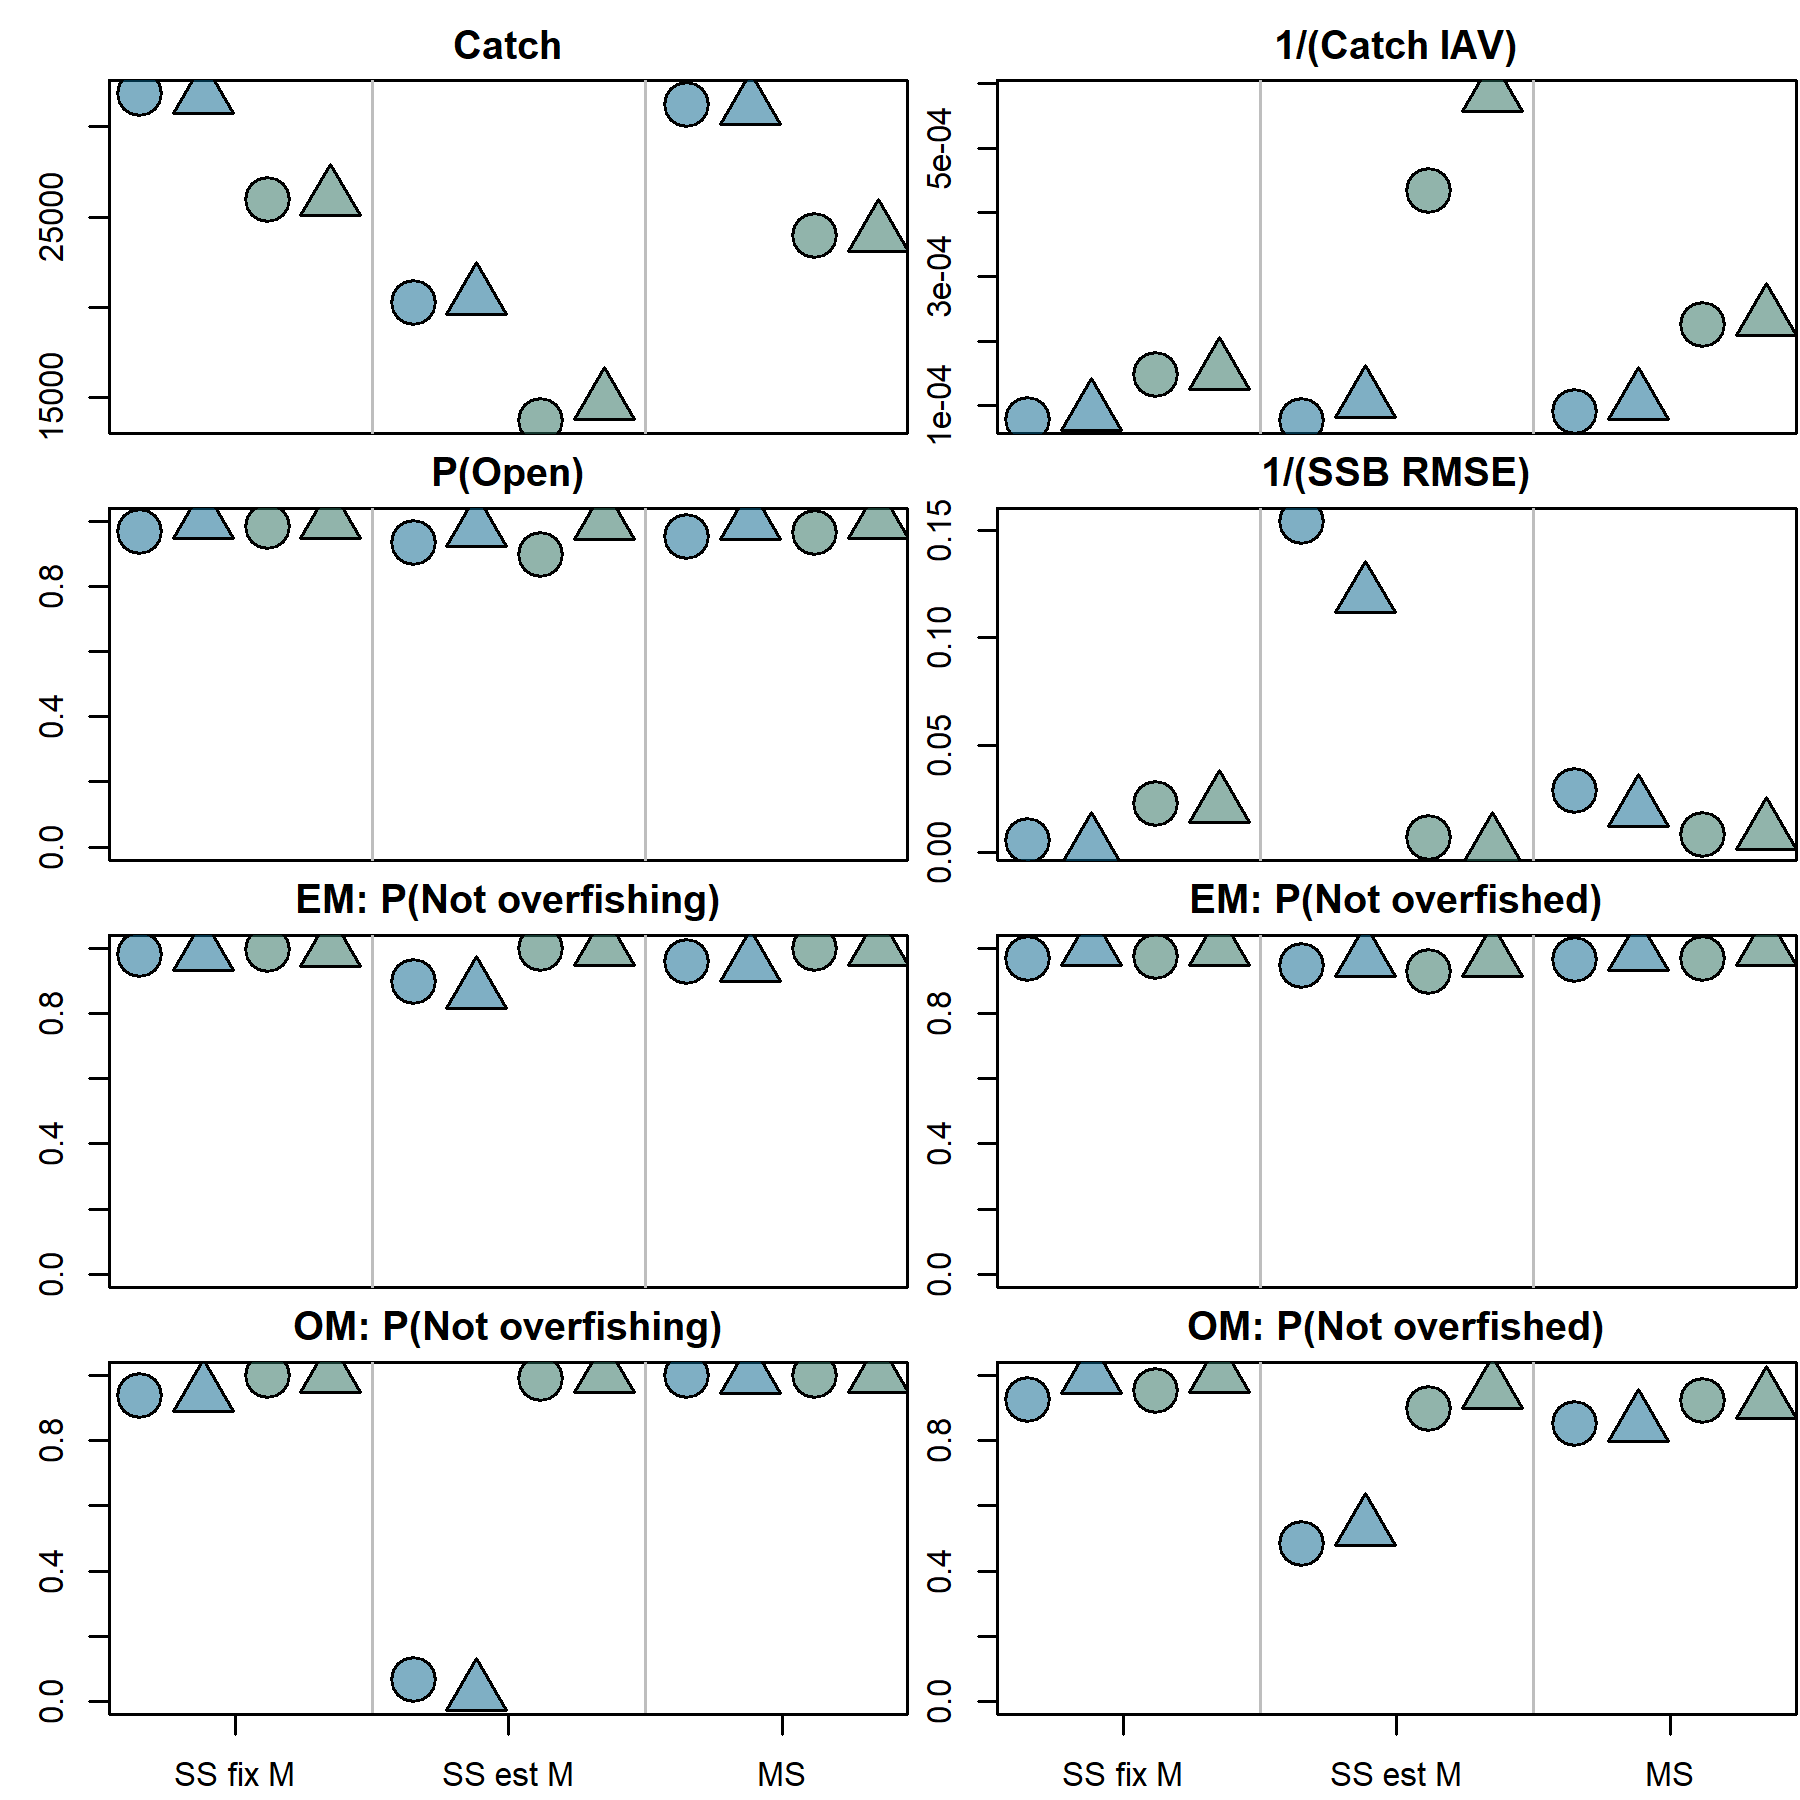 Catch
1/(Catch IAV)
25000
15000
5e-04
3e-04
1e-04
P(Open)
1/(SSB RMSE)
0.8
0.4
0.0
0.15
0.10
0.05
0.00
EM: P(Not overfishing)
EM: P(Not overfished)
0.8
0.4
0.0
0.8
0.4
0.0
OM: P(Not overfishing)
OM: P(Not overfished)
0.8
0.4
0.0
0.8
0.4
0.0
SS fix M SS est M MS
SS fix M SS est M MS